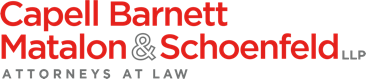 Capell Barnett
Matalon & Schoenfeld LLP
ATTORNEYS AT LAW